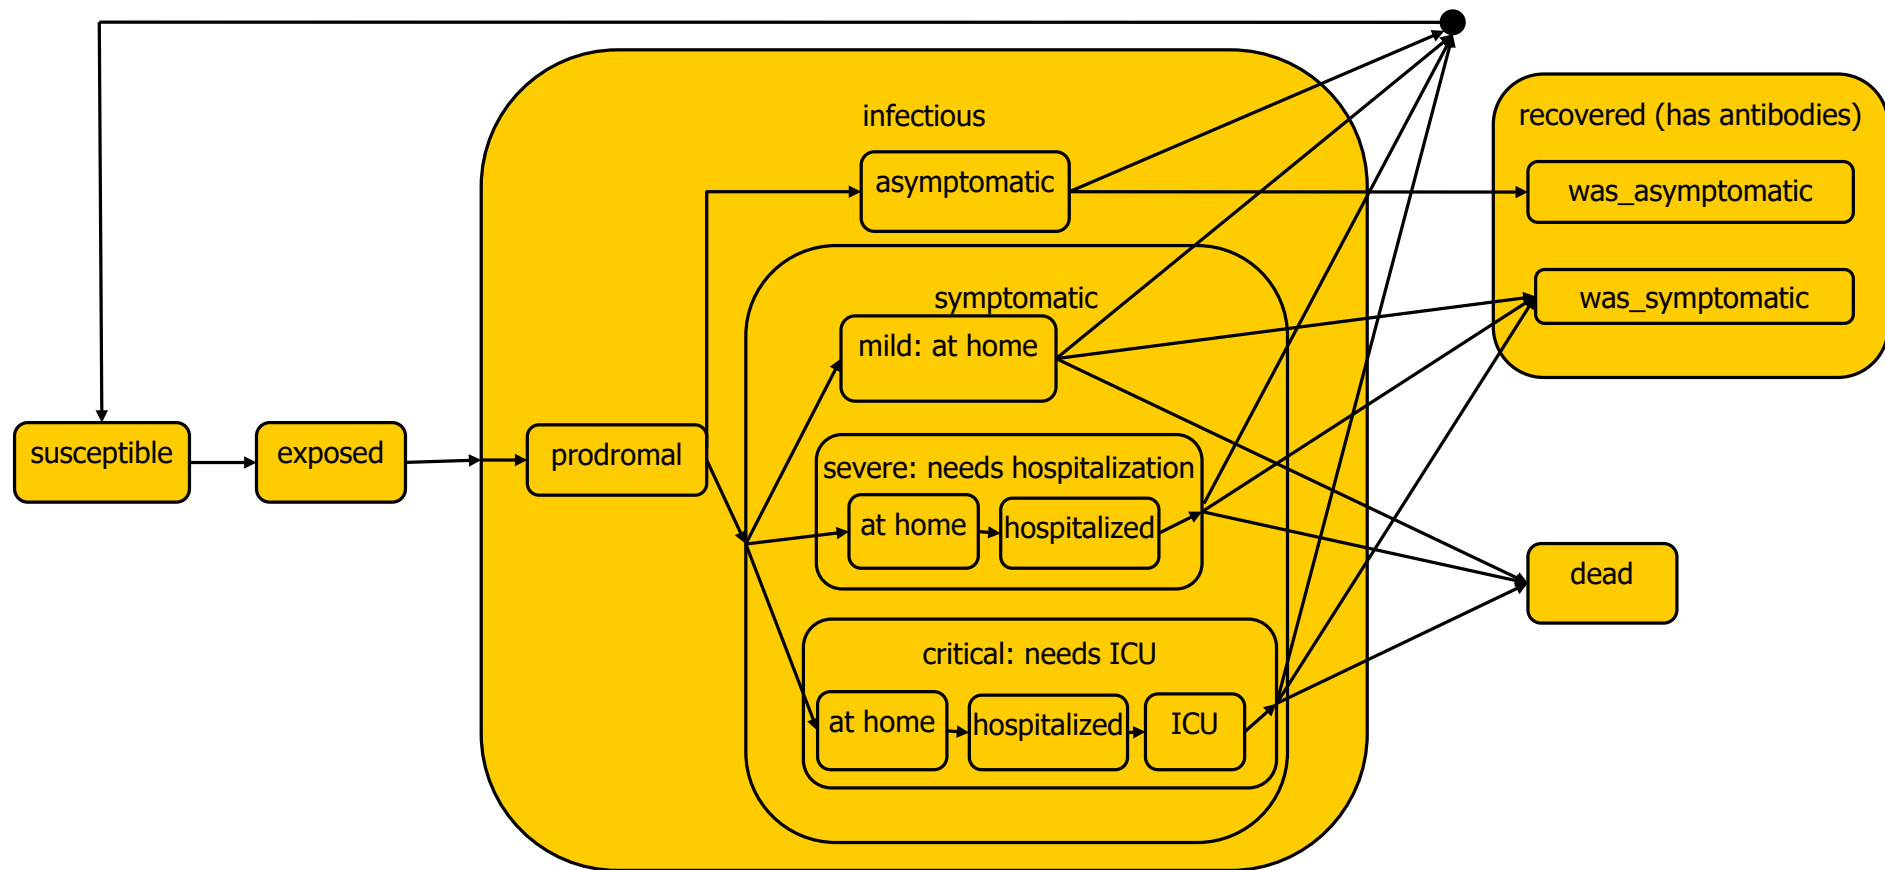 infectious
recovered (has antibodies)
asymptomatic
was_asymptomatic
symptomatic
was_symptomatic
mild: at home
susceptible
exposed
prodromal
severe: needs hospitalization
at home
hospitalized
dead
critical: needs ICU
at home
hospitalized
ICU